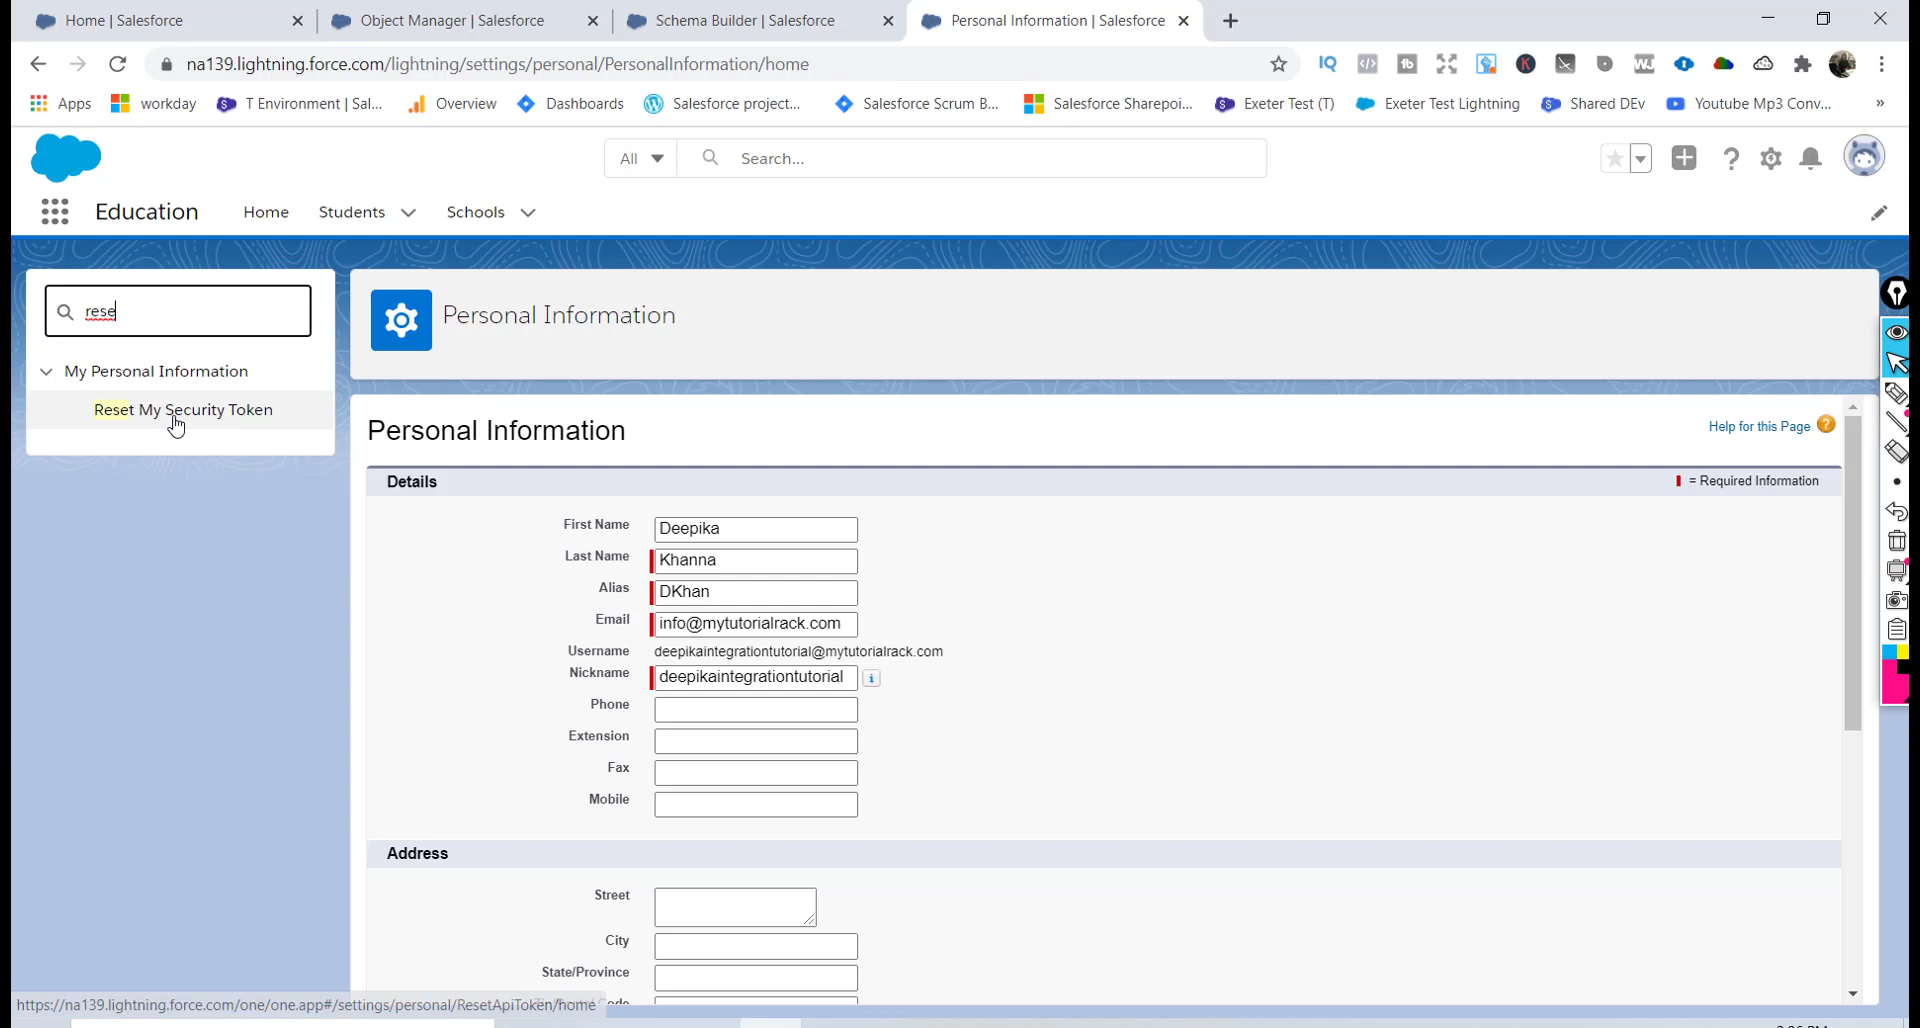 Home | Salesforce
Object Manager | Salesforce
Schema Builder | Salesforce
Personal Information | Salesforce
na139.lightning.force.com/lightning/settings/personal/PersonalInformation/home
IQ
tb
K
WJ
Apps
workday
T Environment | Sal...
Overview
Dashboards
Salesforce project...
Salesforce Scrum B...
Salesforce Sharepoi...
Exeter Test (T)
Exeter Test Lightning
Shared DEv
Youtube Mp3 Conv...
»
All
Search...
Education
Home
Students
Schools
rese
My Personal Information
Reset My Security Token
Personal Information
Personal Information
Help for this Page
Details
= Required Information
First Name Deepika
Last Name Khanna
Alias DKhan
Email info@mytutorialrack.com
Username deepikaintegrationtutorial@mytutorialrack.com
Nickname deepikaintegrationtutorial
Phone
Extension
Fax
Mobile
Address
Street
City
State/Province
https://na139.lightning.force.com/one/one.app#/settings/personal/ResetApiToken/home